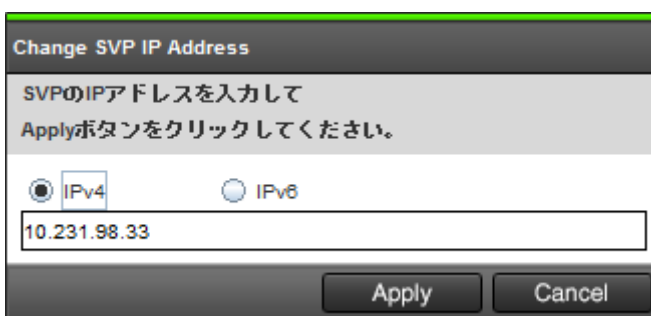 Change SVP IP Address
SVPのIPアドレスを入力して
Applyボタンをクリックしてください。
IPv4 IPv6
10.231.98.33
Apply Cancel